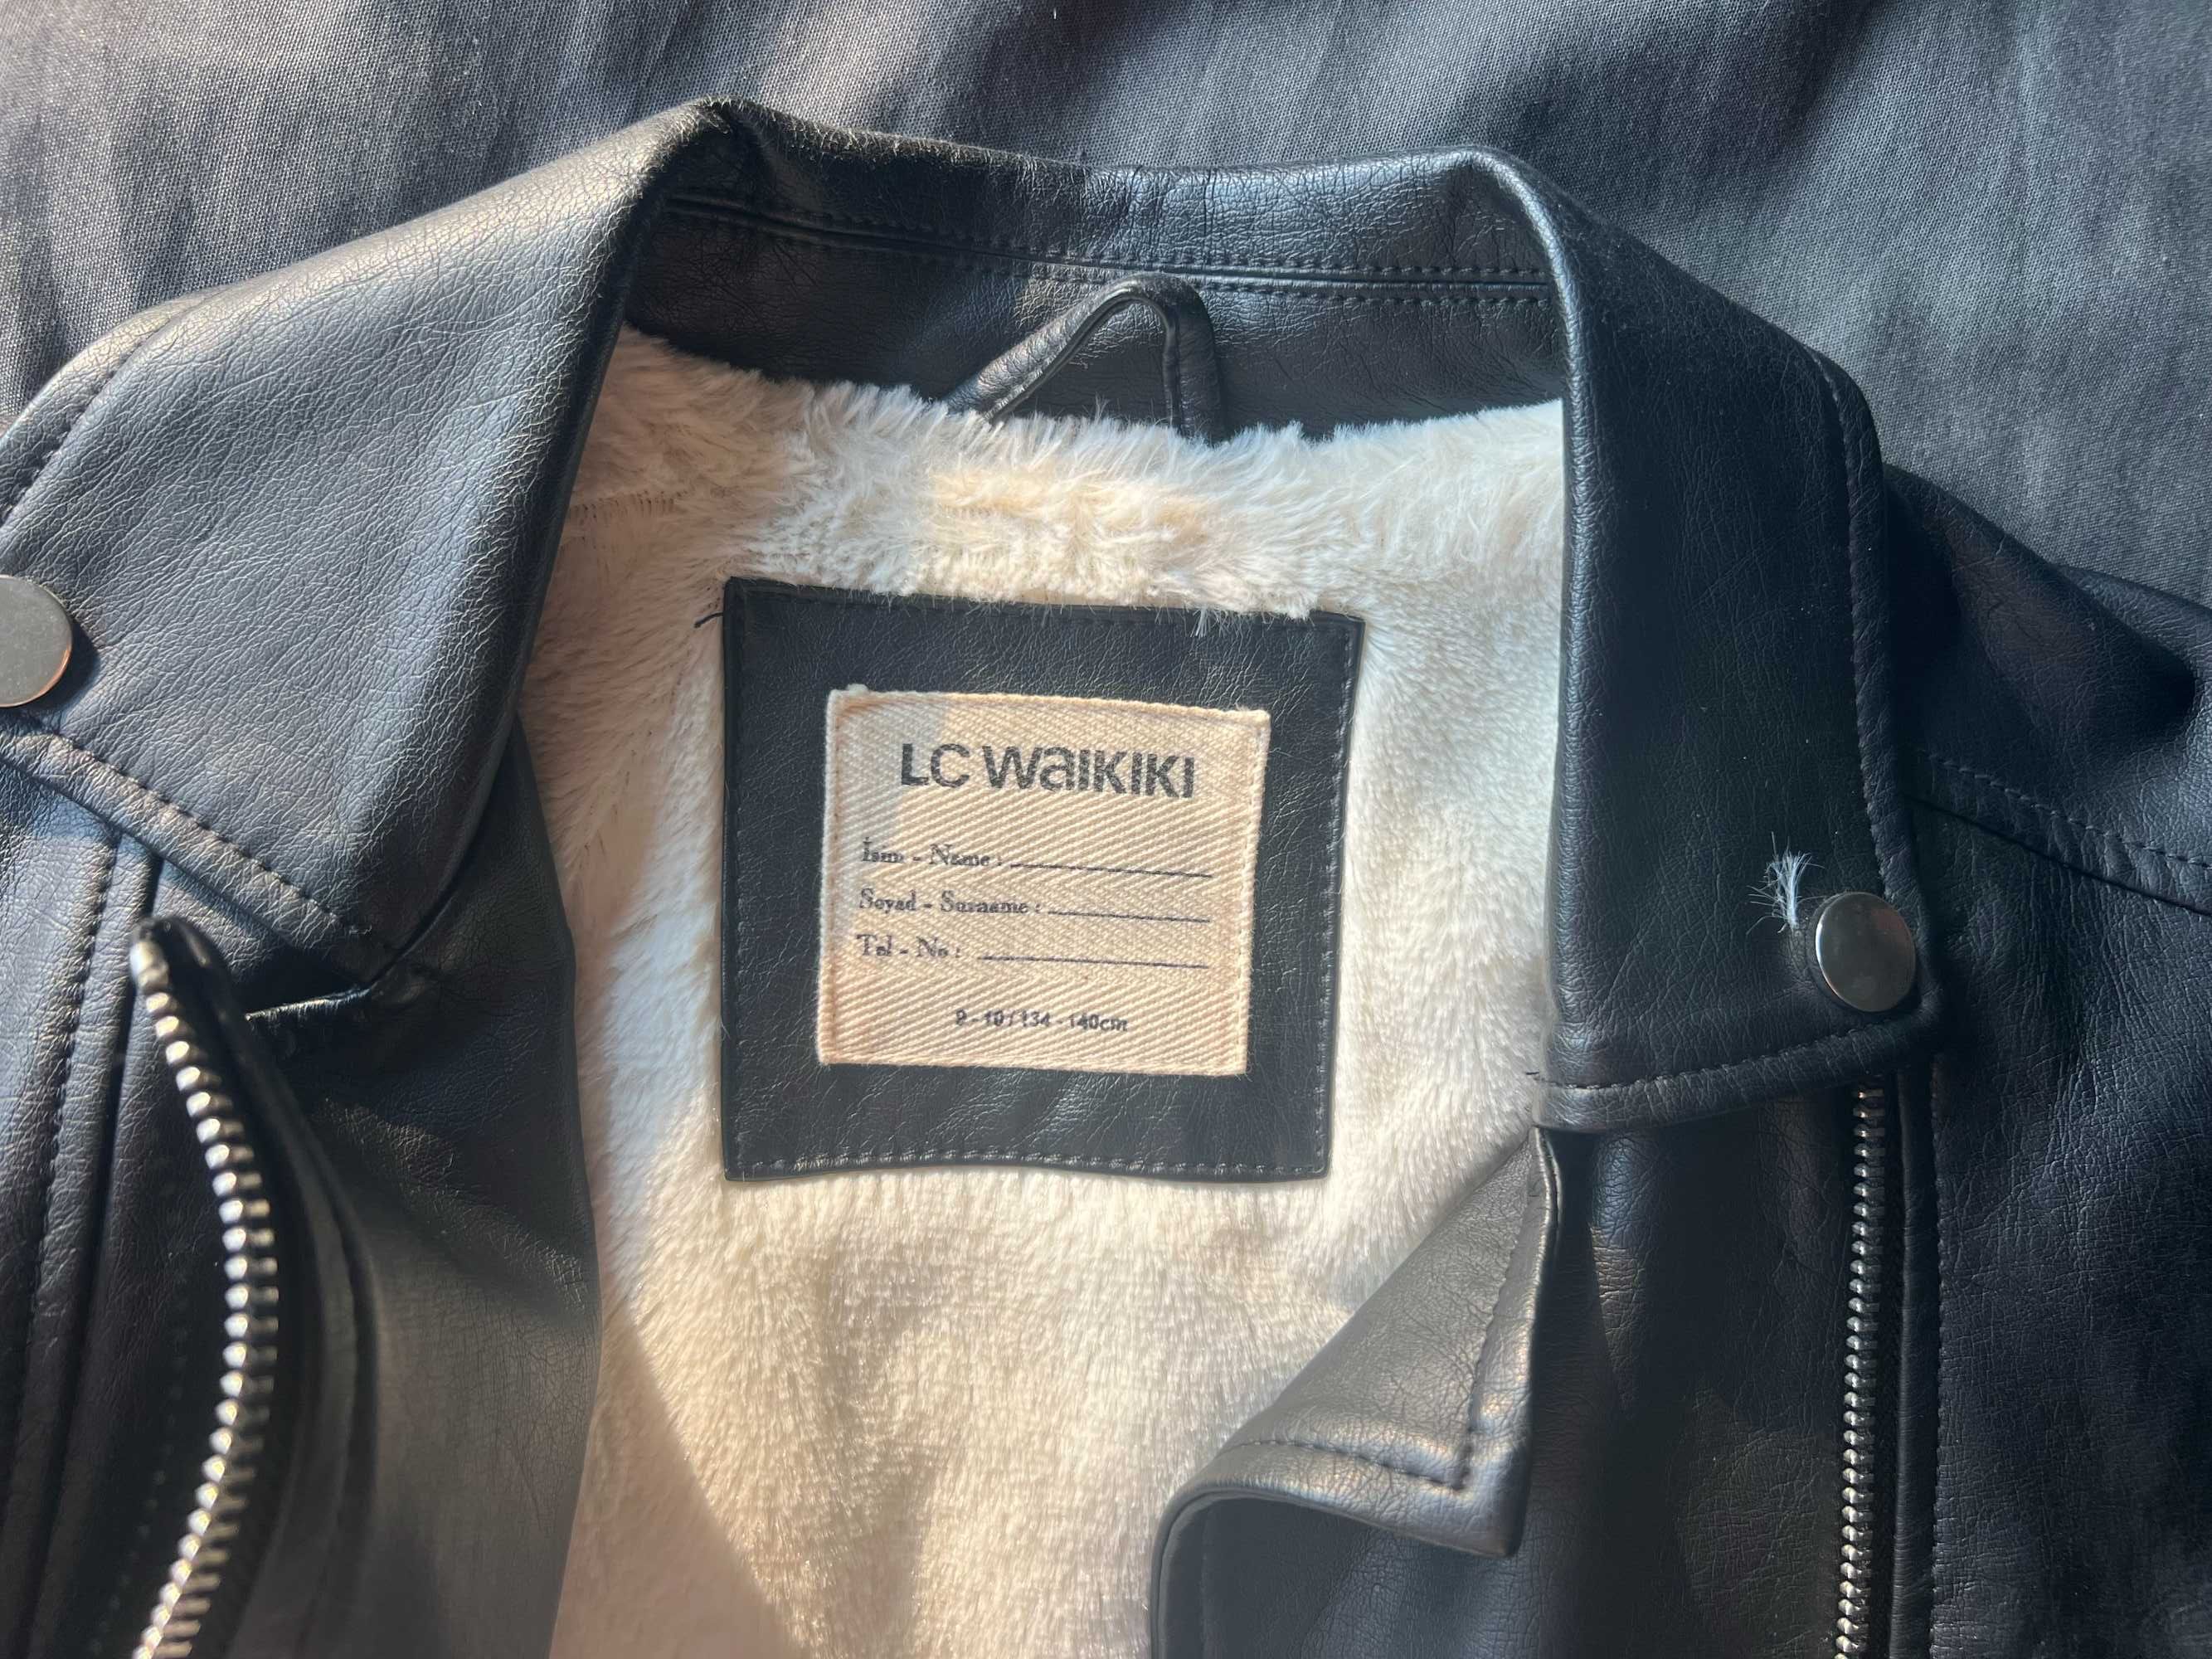 LC WAIKIKI
İsim - Name :
Soyad - Surname :
Tel - No :
9 - 10 / 134 - 140cm